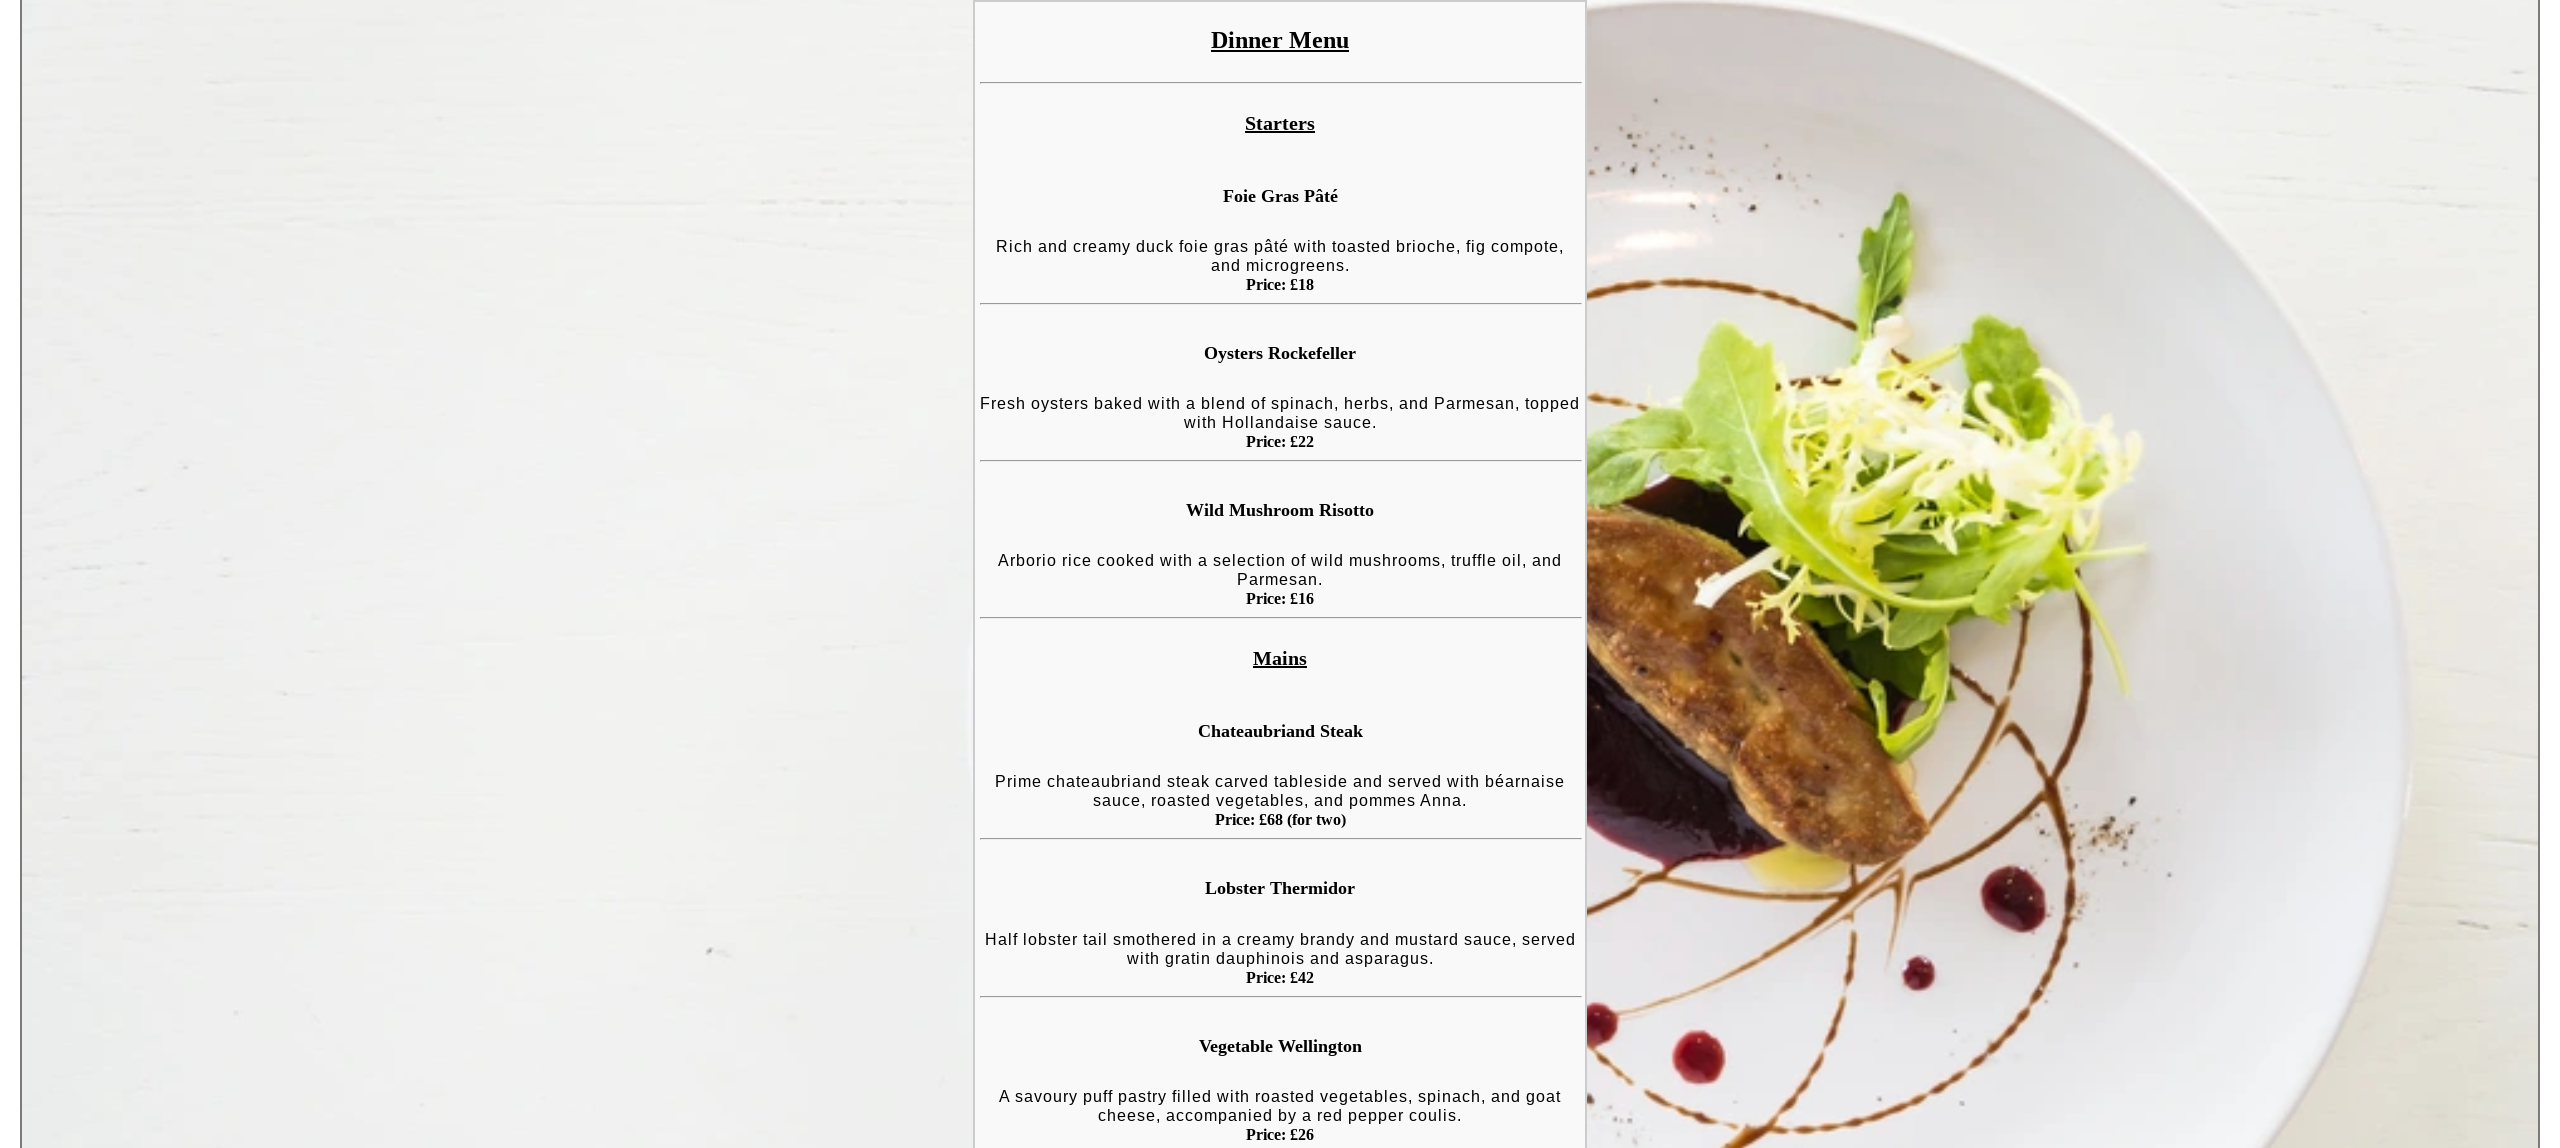 Dinner Menu
Starters
Foie Gras Pâté
Rich and creamy duck foie gras pâté with toasted brioche, fig compote,
and microgreens.
Price: £18
Oysters Rockefeller
Fresh oysters baked with a blend of spinach, herbs, and Parmesan, topped
with Hollandaise sauce.
Price: £22
Wild Mushroom Risotto
Arborio rice cooked with a selection of wild mushrooms, truffle oil, and
Parmesan.
Price: £16
Mains
Chateaubriand Steak
Prime chateaubriand steak carved tableside and served with béarnaise
sauce, roasted vegetables, and pommes Anna.
Price: £68 (for two)
Lobster Thermidor
Half lobster tail smothered in a creamy brandy and mustard sauce, served
with gratin dauphinois and asparagus.
Price: £42
Vegetable Wellington
A savoury puff pastry filled with roasted vegetables, spinach, and goat
cheese, accompanied by a red pepper coulis.
Price: £26